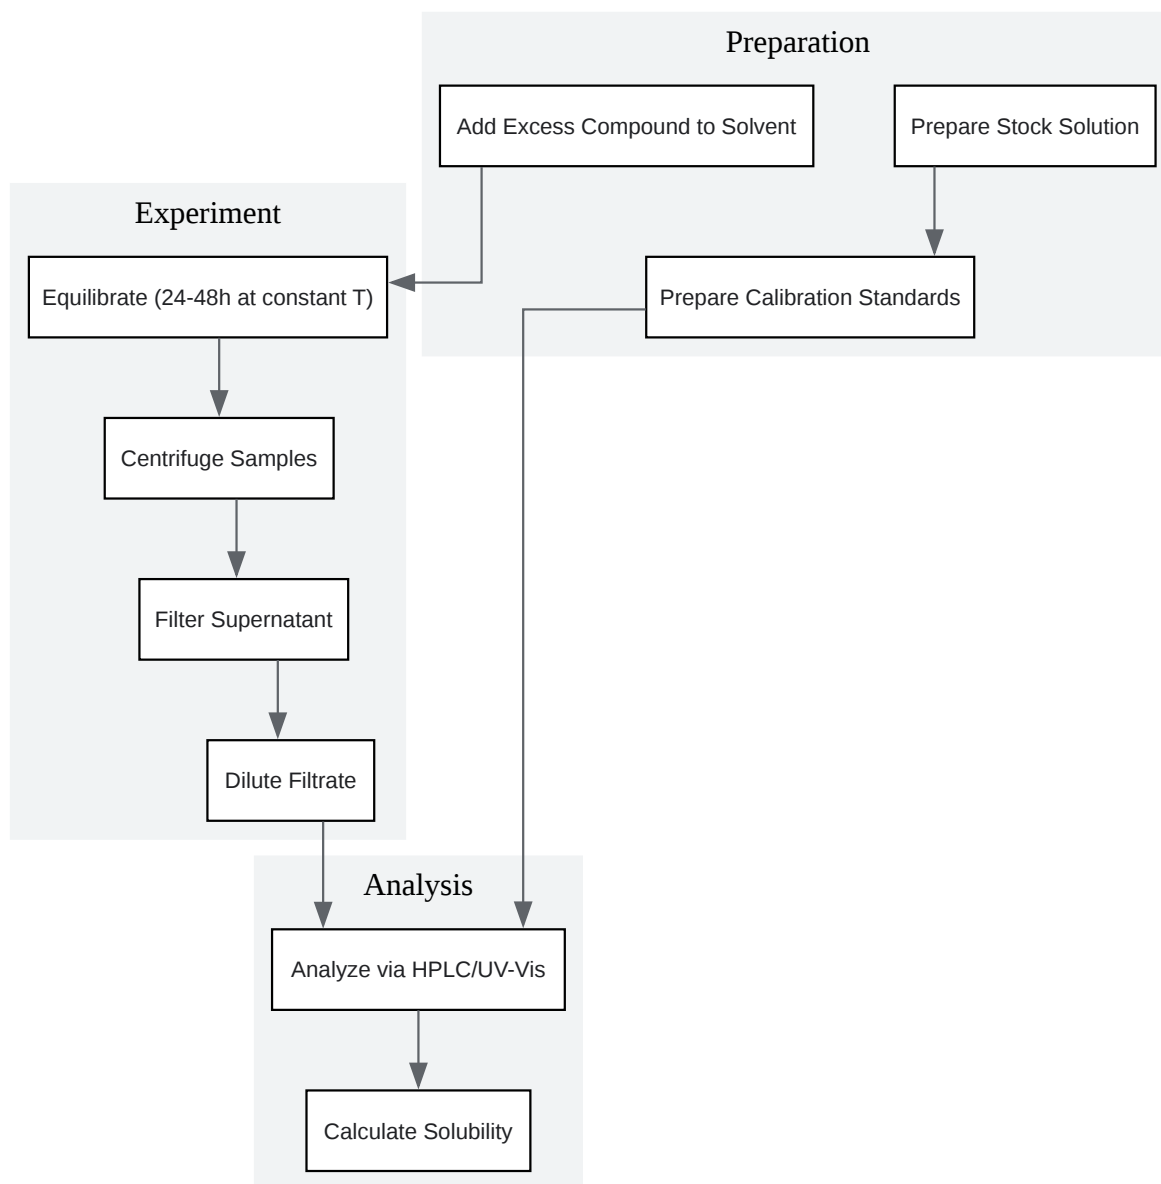 Preparation
Add Excess Compound to Solvent
Prepare Stock Solution
Experiment
Equilibrate (24-48h at constant T)
Prepare Calibration Standards
Centrifuge Samples
Filter Supernatant
Dilute Filtrate
Analysis
Analyze via HPLC/UV-Vis
Calculate Solubility